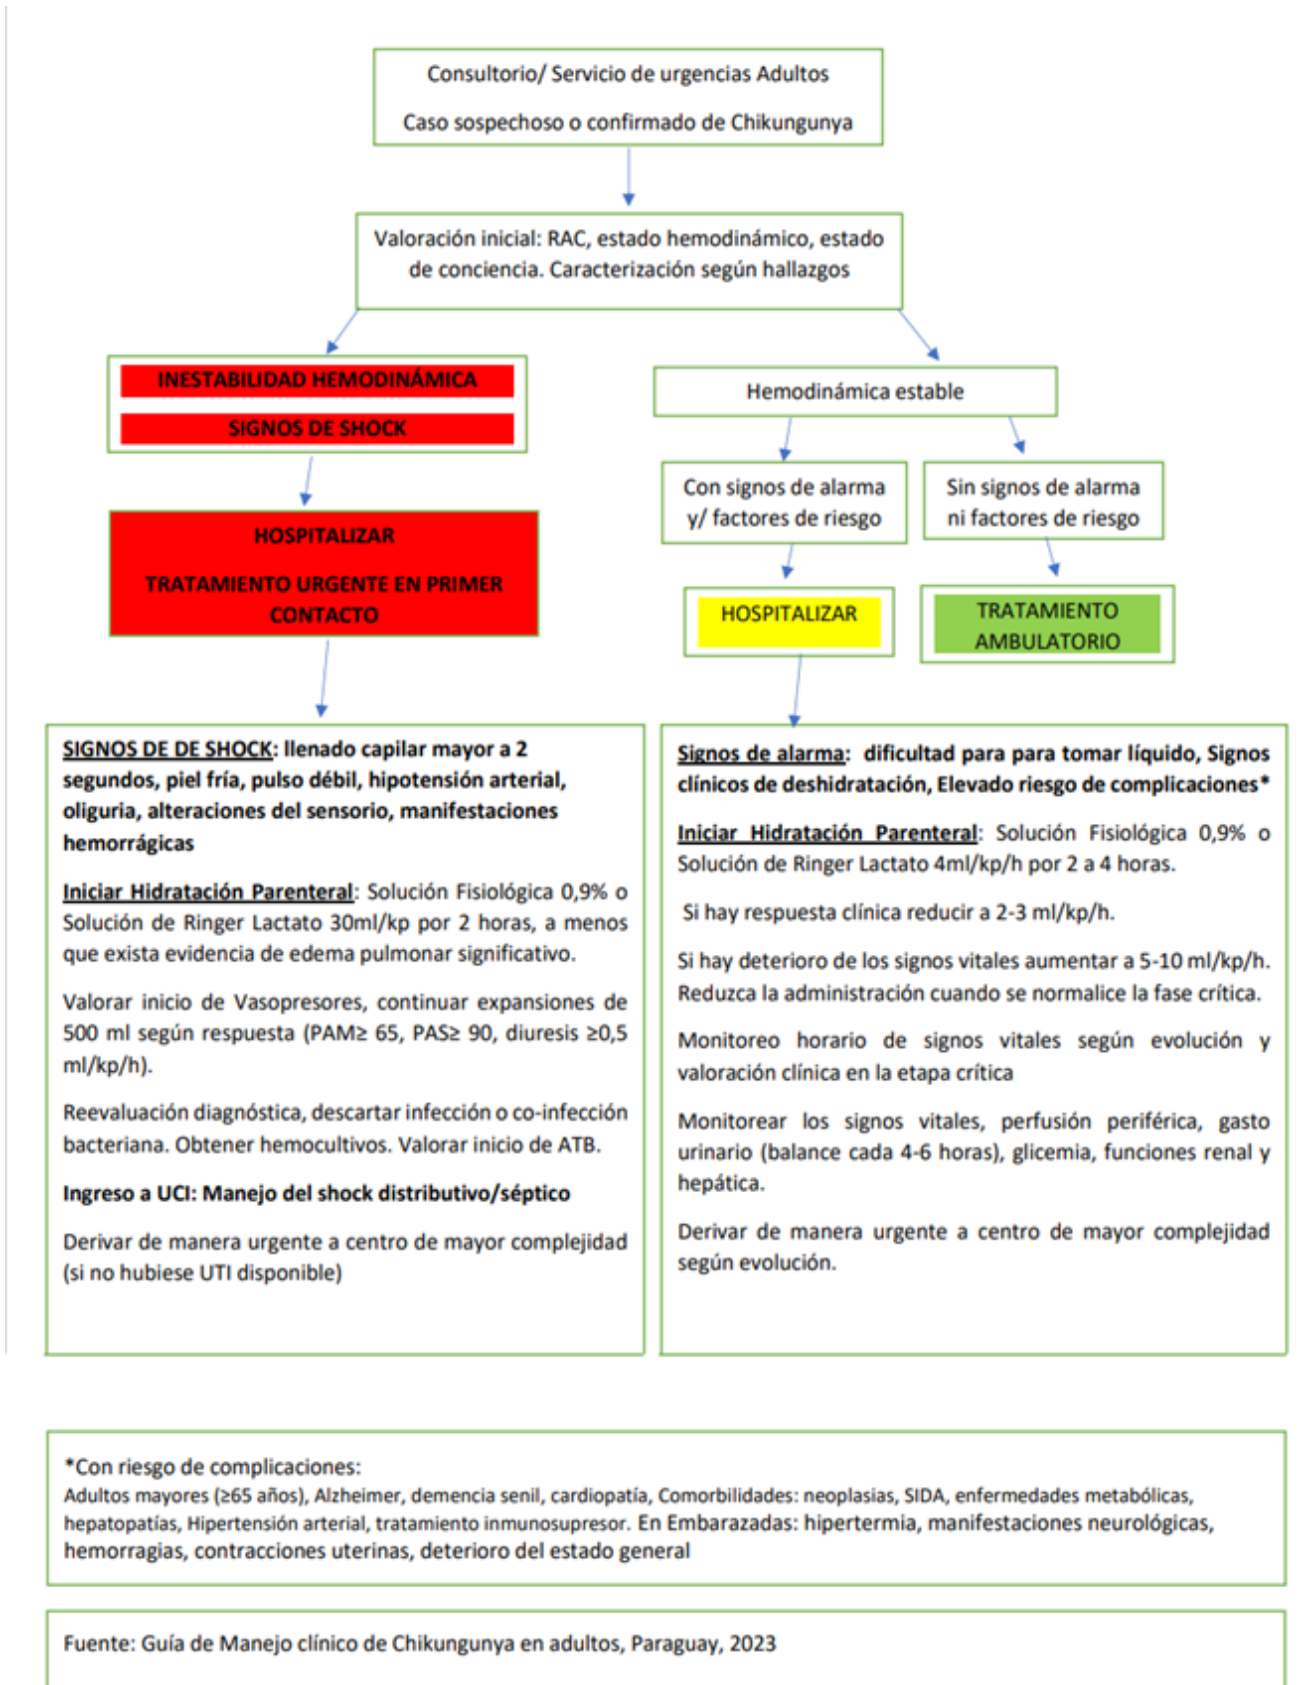 Consultorio/ Servicio de urgencias Adultos
Caso sospechoso o confirmado de Chikungunya
Valoración inicial: RAC, estado hemodinámico, estado
de conciencia. Caracterización según hallazgos
INESTABILIDAD HEMODINÁMICA
SIGNOS DE SHOCK
Hemodinámica estable
Con signos de alarma
y/ factores de riesgo
Sin signos de alarma
ni factores de riesgo
HOSPITALIZAR
TRATAMIENTO URGENTE EN PRIMER
CONTACTO
HOSPITALIZAR
TRATAMIENTO
AMBULATORIO
SIGNOS DE DE SHOCK: llenado capilar mayor a 2
segundos, piel fría, pulso débil, hipotensión arterial,
oliguria, alteraciones del sensorio, manifestaciones
hemorrágicas
Iniciar Hidratación Parenteral: Solución Fisiológica 0,9% o
Solución de Ringer Lactato 30ml/kp por 2 horas, a menos
que exista evidencia de edema pulmonar significativo.
Valorar inicio de Vasopresores, continuar expansiones de
500 ml según respuesta (PAM≥ 65, PAS≥ 90, diuresis ≥0,5
ml/kp/h).
Reevaluación diagnóstica, descartar infección o co-infección
bacteriana. Obtener hemocultivos. Valorar inicio de ATB.
Ingreso a UCI: Manejo del shock distributivo/séptico
Derivar de manera urgente a centro de mayor complejidad
(si no hubiese UTI disponible)
Signos de alarma: dificultad para para tomar líquido, Signos
clínicos de deshidratación, Elevado riesgo de complicaciones*
Iniciar Hidratación Parenteral: Solución Fisiológica 0,9% o
Solución de Ringer Lactato 4ml/kp/h por 2 a 4 horas.
Si hay respuesta clínica reducir a 2-3 ml/kp/h.
Si hay deterioro de los signos vitales aumentar a 5-10 ml/kp/h.
Reduzca la administración cuando se normalice la fase crítica.
Monitoreo horario de signos vitales según evolución y
valoración clínica en la etapa crítica
Monitorear los signos vitales, perfusión periférica, gasto
urinario (balance cada 4-6 horas), glicemia, funciones renal y
hepática.
Derivar de manera urgente a centro de mayor complejidad
según evolución.
*Con riesgo de complicaciones:
Adultos mayores (≥65 años), Alzheimer, demencia senil, cardiopatía, Comorbilidades: neoplasias, SIDA, enfermedades metabólicas,
hepatopatías, Hipertensión arterial, tratamiento inmunosupresor. En Embarazadas: hipertermia, manifestaciones neurológicas,
hemorragias, contracciones uterinas, deterioro del estado general
Fuente: Guía de Manejo clínico de Chikungunya en adultos, Paraguay, 2023